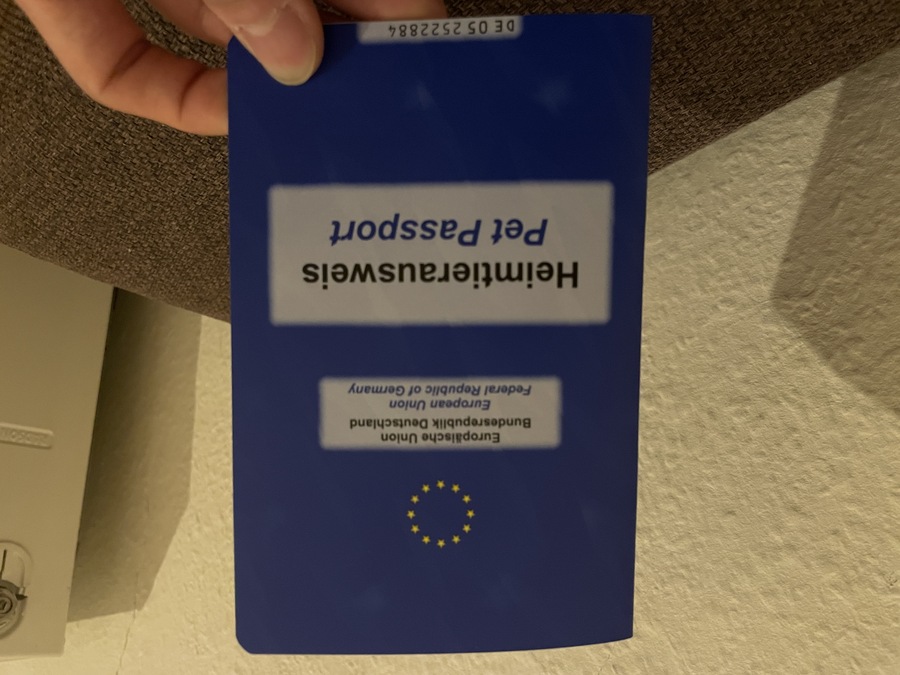 Europäische Union
Bundesrepublik Deutschland
European Union
Federal Republic of Germany
Heimtierausweis
Pet Passport
DE 05 2522884